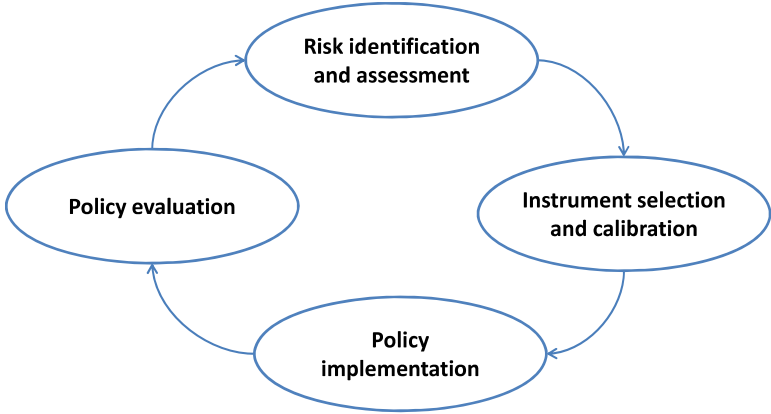 Risk identification
and assessment
Instrument selection
and calibration
Policy
implementation
Policy evaluation